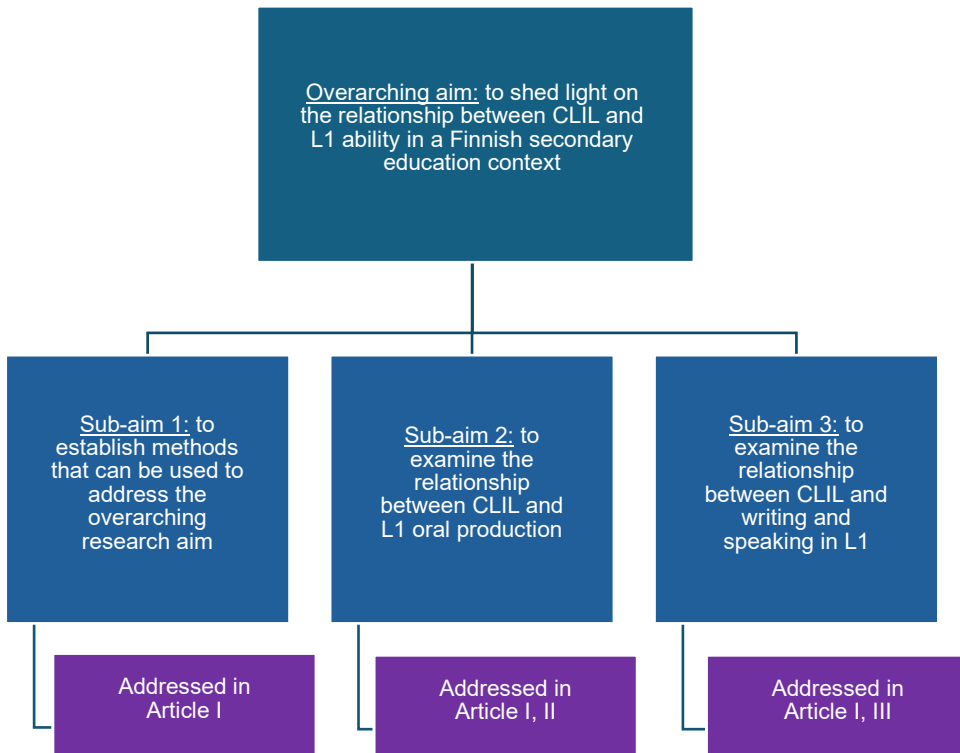 Overarching aim: to shed light on
the relationship between CLIL and
L1 ability in a Finnish secondary
education context
Sub-aim 1: to
establish methods
that can be used to
address the
overarching
research aim
Sub-aim 2: to
examine the
relationship
between CLIL and
L1 oral production
Sub-aim 3: to
examine the
relationship
between CLIL and
writing and
speaking in L1
Addressed in
Article I
Addressed in
Article I, II
Addressed in
Article I, III